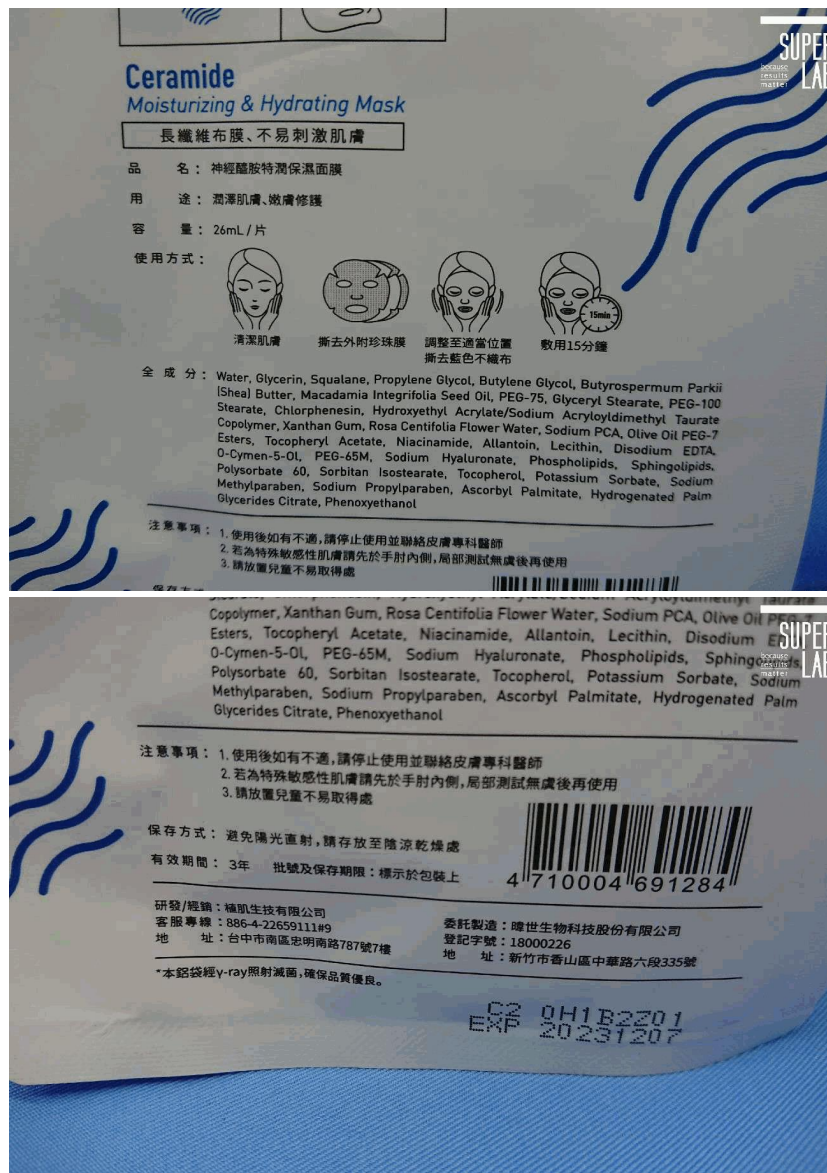 SUPER
LAB
because
results
matter
Ceramide
Moisturizing & Hydrating Mask
長纖維布膜、不易刺激肌膚
品 名：神經醯胺特潤保濕面膜
用 途：潤澤肌膚、嫩膚修護
容 量：26mL/片
使用方式：
15min
清潔肌膚 撕去外附珍珠膜 調整至適當位置 敷用15分鐘
撕去藍色不織布
全成分：Water, Glycerin, Squalane, Propylene Glycol, Butylene Glycol, Butyrospermum Parkii
(Shea) Butter, Macadamia Integrifolia Seed Oil, PEG-75, Glyceryl Stearate, PEG-100
Stearate, Chlorphenesin, Hydroxyethyl Acrylate/Sodium Acryloyldimethyl Taurate
Copolymer, Xanthan Gum, Rosa Centifolia Flower Water, Sodium PCA, Olive Oil PEG-7
Esters, Tocopheryl Acetate, Niacinamide, Allantoin, Lecithin, Disodium EDTA,
O-Cymen-5-Ol, PEG-65M, Sodium Hyaluronate, Phospholipids, Sphingolipids,
Polysorbate 60, Sorbitan Isostearate, Tocopherol, Potassium Sorbate, Sodium
Methylparaben, Sodium Propylparaben, Ascorbyl Palmitate, Hydrogenated Palm
Glycerides Citrate, Phenoxyethanol
注意事項：1. 使用後如有不適,請停止使用並聯絡皮膚專科醫師
2. 若為特殊敏感性肌膚請先於手肘內側,局部測試無虞後再使用
3. 請放置兒童不易取得處
Taurate
Copolymer, Xanthan Gum, Rosa Centifolia Flower Water, Sodium PCA, Olive Oil PEG-7
Esters, Tocopheryl Acetate, Niacinamide, Allantoin, Lecithin, Disodium
O-Cymen-5-Ol, PEG-65M, Sodium Hyaluronate, Phospholipids, Sphingolipids,
Polysorbate 60, Sorbitan Isostearate, Tocopherol, Potassium Sorbate, Sodium
Methylparaben, Sodium Propylparaben, Ascorbyl Palmitate, Hydrogenated Palm
Glycerides Citrate, Phenoxyethanol
SUPER
LAB
because
results
matter
注意事項：1. 使用後如有不適,請停止使用並聯絡皮膚專科醫師
2. 若為特殊敏感性肌膚請先於手肘內側,局部測試無虞後再使用
3. 請放置兒童不易取得處
保存方式：避免陽光直射,請存放至陰涼乾燥處
有效期間：3年 批號及保存期限：標示於包裝上
4 710004 691284
研發/經銷：植肌生技有限公司
客服專線：886-4-22659111#9
地 址：台中市南區忠明南路787號7樓
委託製造：暐世生物科技股份有限公司
登記字號：18000226
地 址：新竹市香山區中華路六段335號
*本鋁袋經γ-ray照射滅菌,確保品質優良。
C2 0H1B2Z01
EXP 20231207